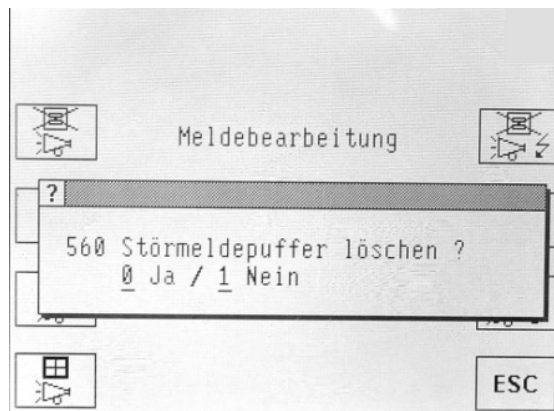 Meldebearbeitung
?
560 Störmeldepuffer löschen ?
0 Ja / 1 Nein
ESC